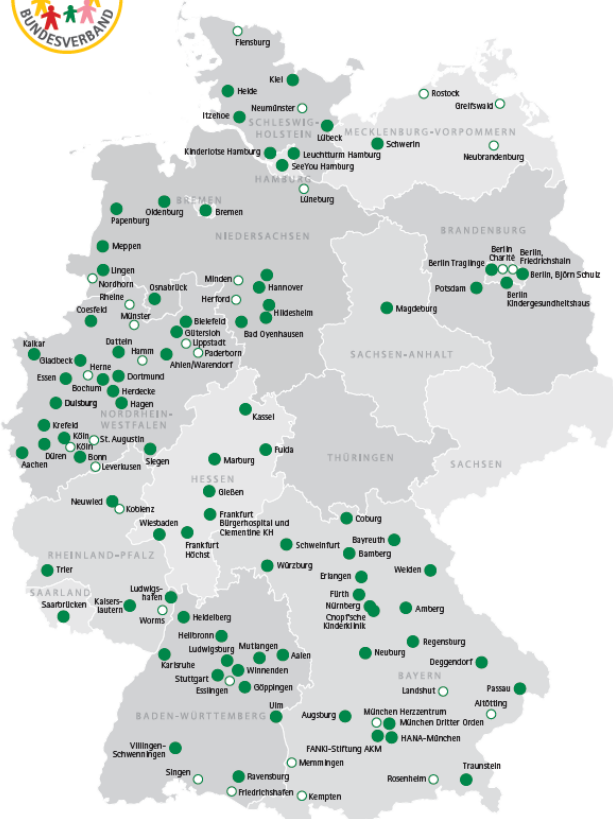 BUNDESVERBAND
Flensburg
Kiel
Heide
Rostock
Neumünster
Greifswald
Itzehoe
SCHLESWIG-
HOLSTEIN
Lübeck
MECKLENBURG-VORPOMMERN
Schwerin
Kinderlotse Hamburg
Leuchtturm Hamburg
Neubrandenburg
SeeYou Hamburg
HAMBURG
Lüneburg
BREMEN
Oldenburg
Bremen
Papenburg
BRANDENBURG
NIEDERSACHSEN
Meppen
Berlin
Charité
Berlin,
Friedrichshain
Lingen
Berlin Traglinge
Berlin, Björn Schulz
Nordhorn
Minden
Hannover
Osnabrück
Potsdam
Berlin
Kindergesundheitshaus
Rheine
Herford
Coesfeld
Münster
Hildesheim
Magdeburg
Bielefeld
Bad Oyenhausen
Gütersloh
Kalkar
Datteln
Lippstadt
Hamm
Paderborn
SACHSEN-ANHALT
Gladbeck
Ahlen/Warendorf
Herne
Essen
Dortmund
Bochum
Herdecke
Duisburg
Hagen
NORDRHEIN-
WESTFALEN
Kassel
Krefeld
Köln
St. Augustin
Köln
Siegen
Fulda
Düren
Bonn
Marburg
THÜRINGEN
Aachen
Leverkusen
SACHSEN
HESSEN
Gießen
Neuwied
Koblenz
Frankfurt
Bürgerhospital und
Clementine KH
Coburg
Wiesbaden
Frankfurt
Höchst
Schweinfurt
Bayreuth
RHEINLAND-PFALZ
Bamberg
Trier
Würzburg
Weiden
Erlangen
SAARLAND
Ludwigs-
hafen
Fürth
Saarbrücken
Kaisers-
lautern
Nürnberg
Amberg
Worms
Heidelberg
Cnopfsche
Kinderklinik
Heilbronn
Regensburg
Ludwigsburg
Mutlangen
Aalen
Neuburg
Deggendorf
Karlsruhe
Winnenden
BAYERN
Stuttgart
Esslingen
Göppingen
Landshut
Passau
Altötting
Ulm
München Herzzentrum
BADEN-WÜRTTEMBERG
Augsburg
München Dritter Orden
HANA-München
Villingen-
Schwenningen
FANKI-Stiftung AKM
Memmingen
Traunstein
Singen
Ravensburg
Rosenheim
Friedrichshafen
Kempten